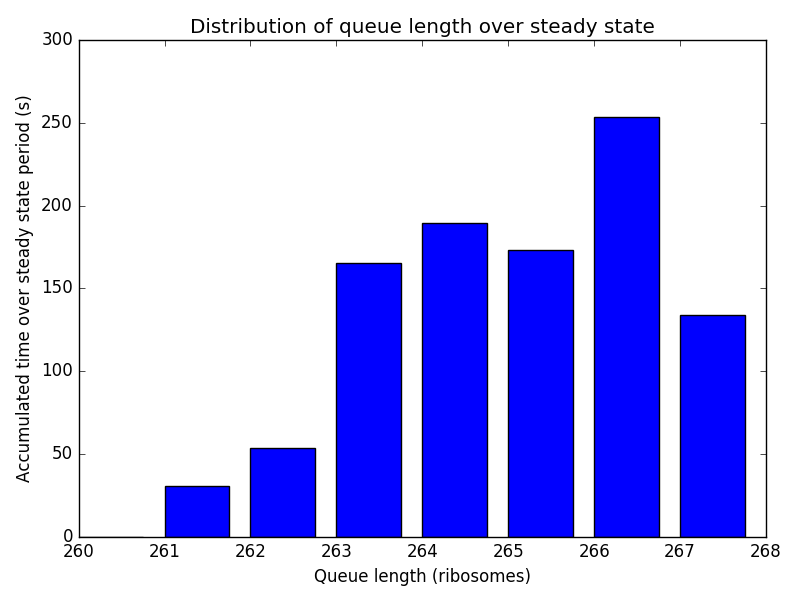 Distribution of queue length over steady state
Accumulated time over steady state period (s)
300
250
200
150
100
50
0
260 261 262 263 264 265 266 267 268
Queue length (ribosomes)